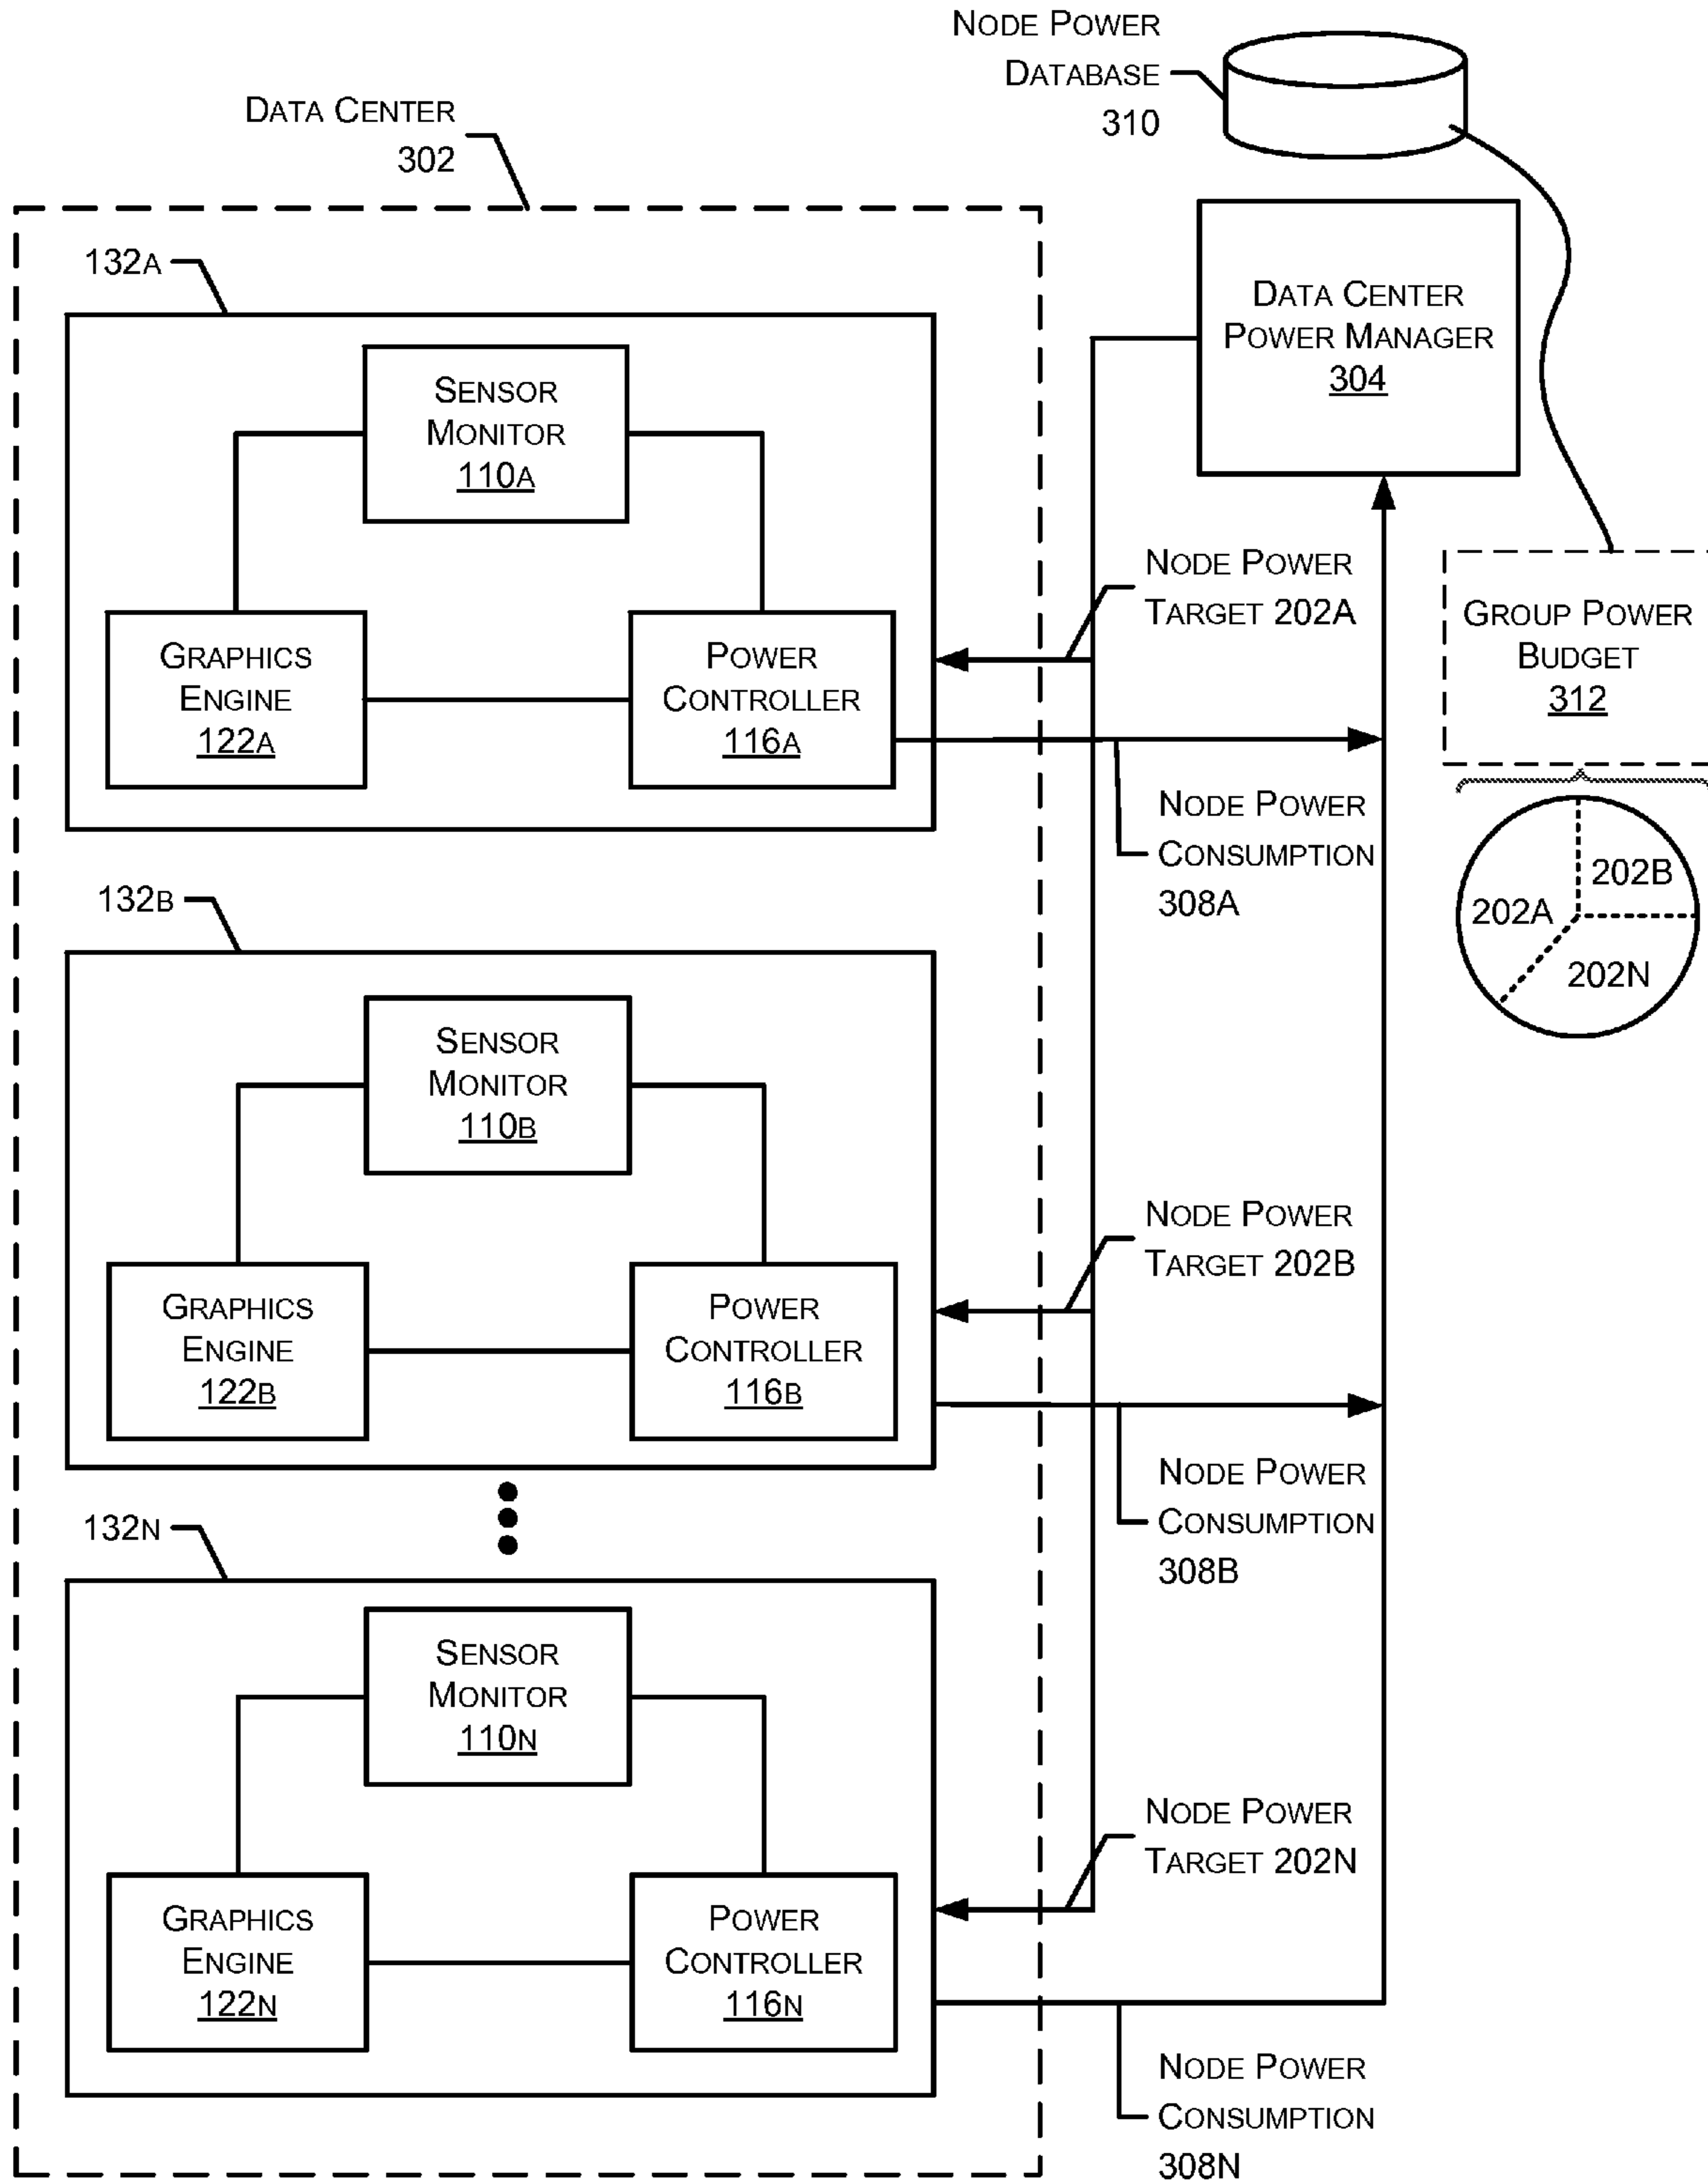 Node Power
Database
310
Data Center
302
132A
Sensor
Monitor
110A
Graphics
Engine
122A
Power
Controller
116A
Data Center
Power Manager
304
Node Power
Target 202A
Node Power
Consumption
308A
Group Power
Budget
312
202A
202B
202N
132B
Sensor
Monitor
110B
Graphics
Engine
122B
Power
Controller
116B
Node Power
Target 202B
Node Power
Consumption
308B
132N
Sensor
Monitor
110N
Graphics
Engine
122N
Power
Controller
116N
Node Power
Target 202N
Node Power
Consumption
308N